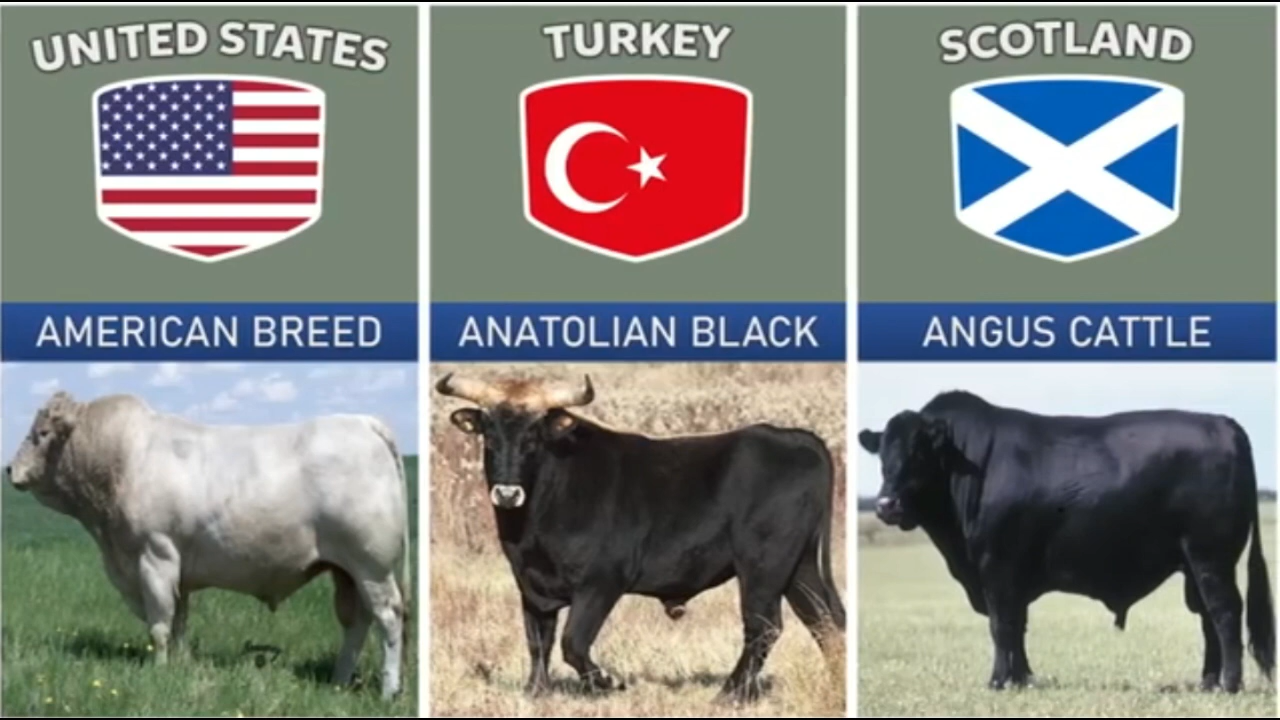 UNITED STATES
TURKEY
SCOTLAND
AMERICAN BREED
ANATOLIAN BLACK
ANGUS CATTLE